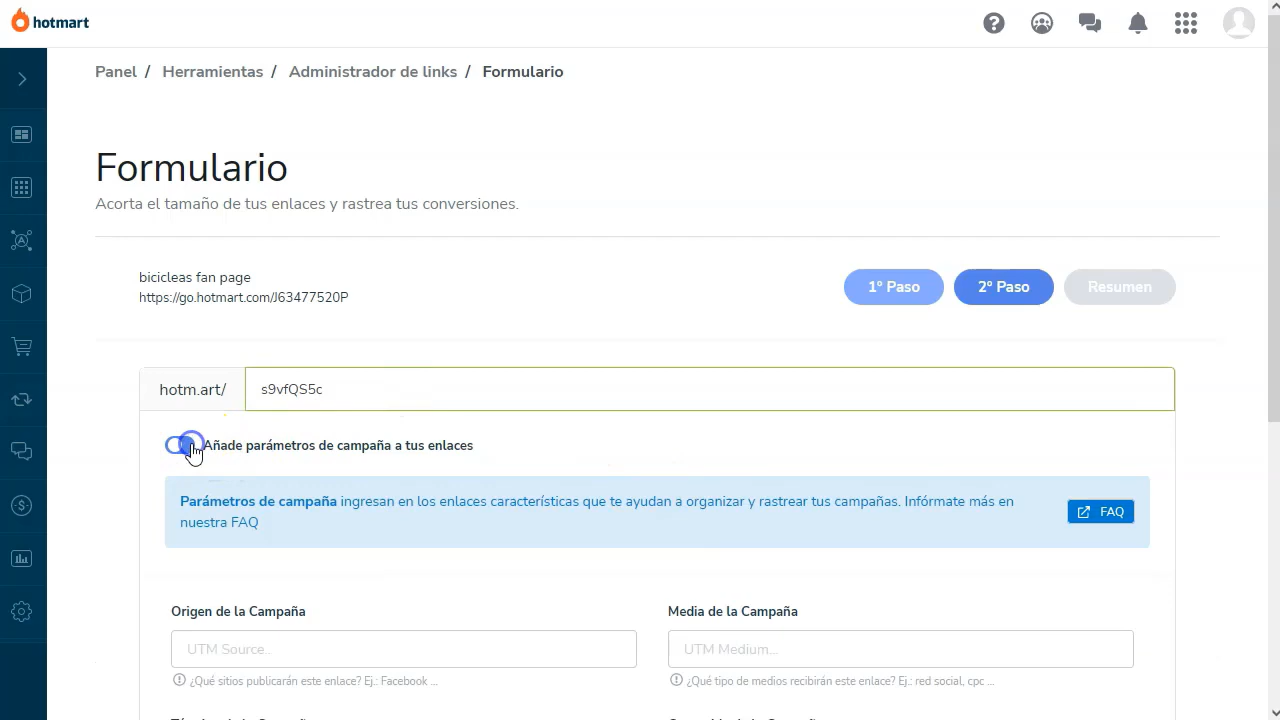 hotmart
Panel / Herramientas / Administrador de links / Formulario
Formulario
Acorta el tamaño de tus enlaces y rastrea tus conversiones.
bicicleas fan page
https://go.hotmart.com/J63477520P
1º Paso
2º Paso
Resumen
hotm.art/
s9vfQS5c
Añade parámetros de campaña a tus enlaces
Parámetros de campaña ingresan en los enlaces características que te ayudan a organizar y rastrear tus campañas. Infórmate más en
nuestra FAQ
FAQ
Origen de la Campaña
Media de la Campaña
UTM Source..
UTM Medium...
¿Qué sitios publicarán este enlace? Ej.: Facebook ...
¿Qué tipo de medios recibirán este enlace? Ej.: red social, cpc ...